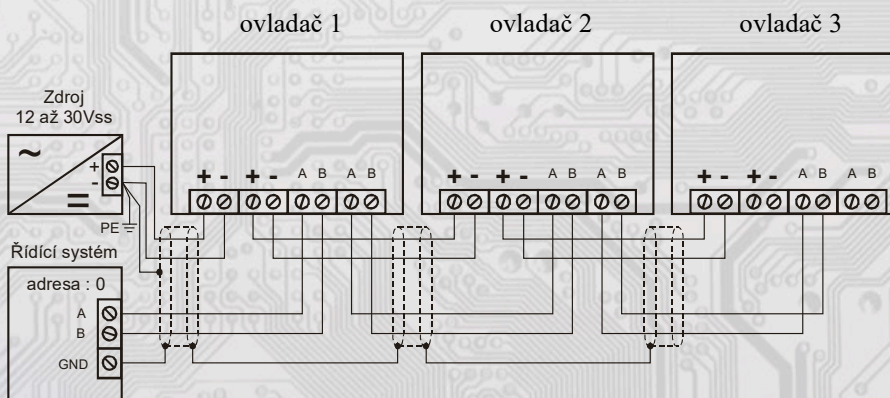 ovladač 1 ovladač 2 ovladač 3
Zdroj
12 až 30Vss
~
+
-
=
PE
+ - + - A B A B + - + - A B A B + - + - A B A B
Řídící systém
adresa : 0
A
B
GND